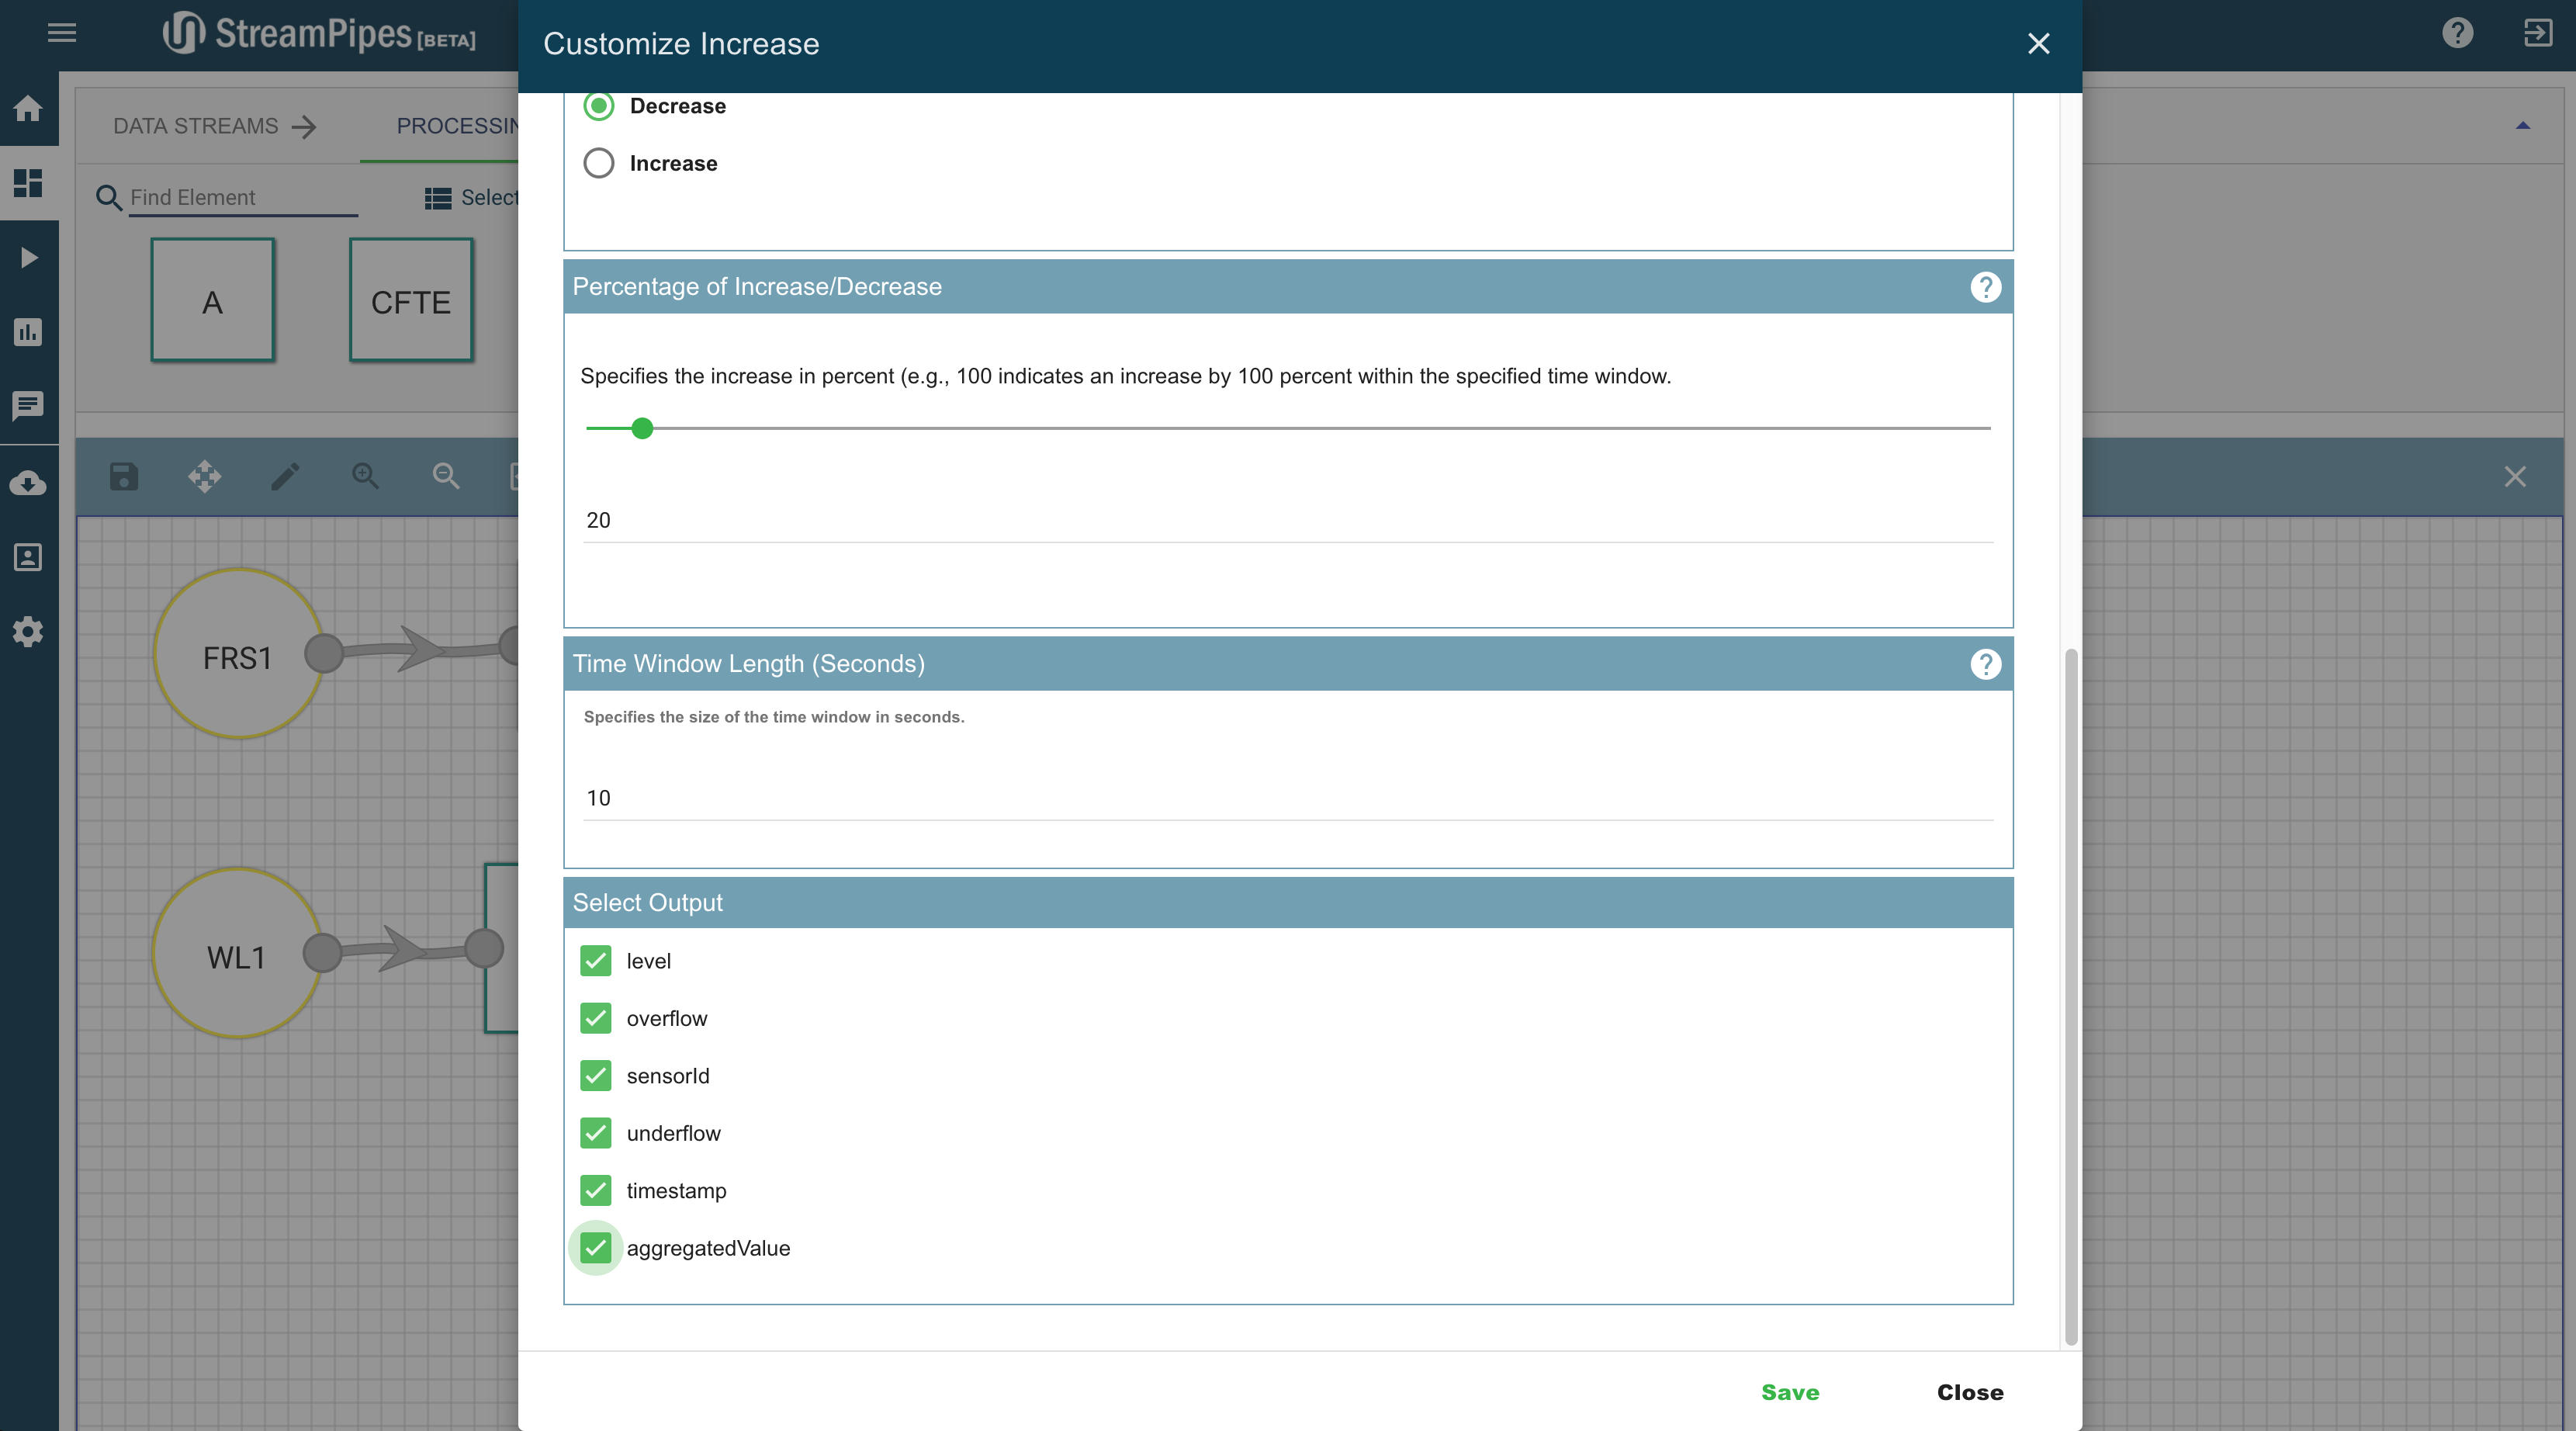 StreamPipes [BETA]
Customize Increase
DATA STREAMS
PROCESSIN
Find Element
Select
A
CFTE
FRS1
WL1
Decrease
Increase
Percentage of Increase/Decrease
Specifies the increase in percent (e.g., 100 indicates an increase by 100 percent within the specified time window.
20
Time Window Length (Seconds)
Specifies the size of the time window in seconds.
10
Select Output
level
overflow
sensorId
underflow
timestamp
aggregatedValue
Save
Close